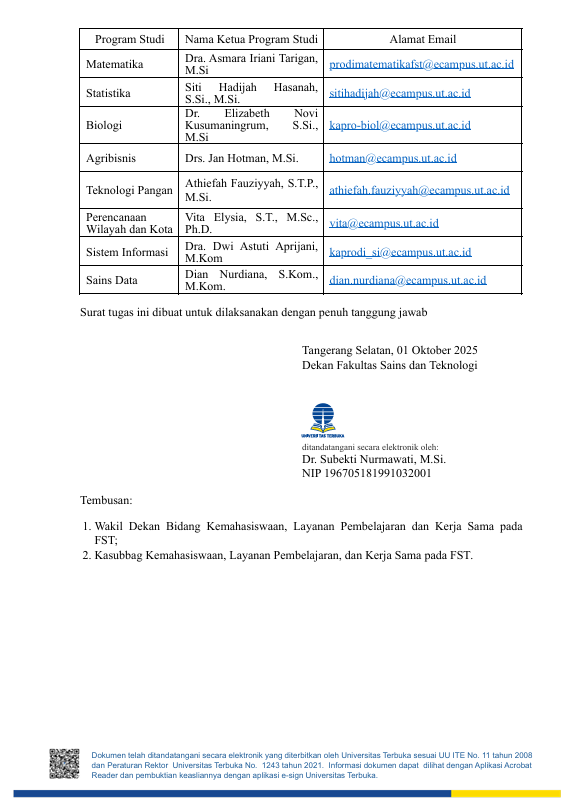 Program Studi Nama Ketua Program Studi Alamat Email
Matematika Dra. Asmara Iriani Tarigan, M.Si prodimatematikafst@ecampus.ut.ac.id
Statistika Siti Hadijah Hasanah, S.Si., M.Si. sitihadijah@ecampus.ut.ac.id
Biologi Dr. Elizabeth Novi Kusumaningrum, S.Si., M.Si kapro-biol@ecampus.ut.ac.id
Agribisnis Drs. Jan Hotman, M.Si. hotman@ecampus.ut.ac.id
Teknologi Pangan Athiefah Fauziyyah, S.T.P., M.Si. athiefah.fauziyyah@ecampus.ut.ac.id
Perencanaan Wilayah dan Kota Vita Elysia, S.T., M.Sc., Ph.D. vita@ecampus.ut.ac.id
Sistem Informasi Dra. Dwi Astuti Aprijani, M.Kom kaprodi_si@ecampus.ut.ac.id
Sains Data Dian Nurdiana, S.Kom., M.Kom. dian.nurdiana@ecampus.ut.ac.id
Surat tugas ini dibuat untuk dilaksanakan dengan penuh tanggung jawab
Tangerang Selatan, 01 Oktober 2025
Dekan Fakultas Sains dan Teknologi
UNIVERSITAS TERBUKA
ditandatangani secara elektronik oleh:
Dr. Subekti Nurmawati, M.Si.
NIP 196705181991032001
Tembusan:
1. Wakil Dekan Bidang Kemahasiswaan, Layanan Pembelajaran dan Kerja Sama pada
FST;
2. Kasubbag Kemahasiswaan, Layanan Pembelajaran, dan Kerja Sama pada FST.
Dokumen telah ditandatangani secara elektronik yang diterbitkan oleh Universitas Terbuka sesuai UU ITE No. 11 tahun 2008
dan Peraturan Rektor Universitas Terbuka No. 1243 tahun 2021. Informasi dokumen dapat dilihat dengan Aplikasi Acrobat
Reader dan pembuktian keasliannya dengan aplikasi e-sign Universitas Terbuka.